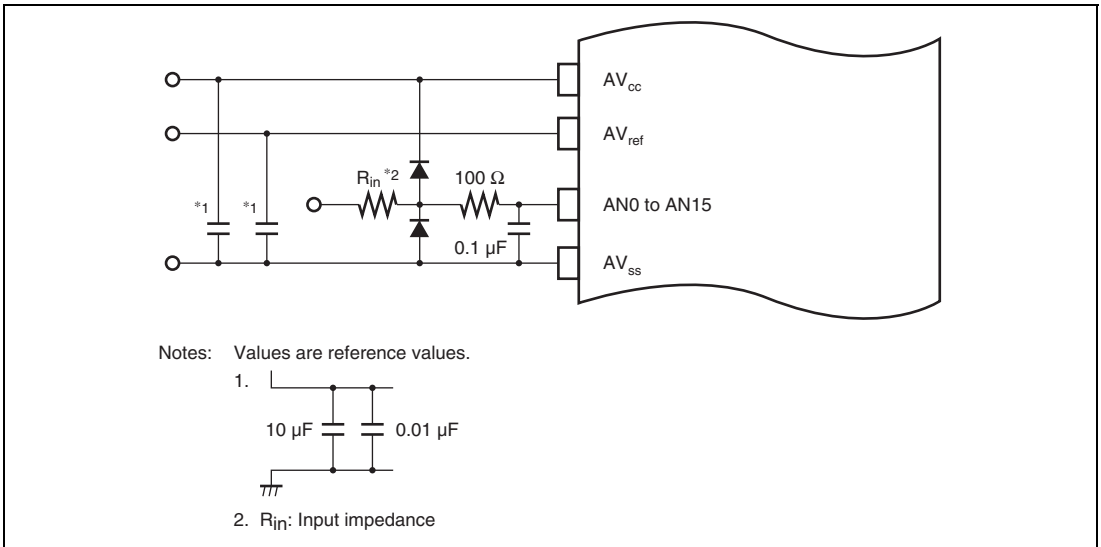 AVcc
AVref
Rin *2
100 Ω
*1
*1
AN0 to AN15
0.1 µF
AVss
Notes: Values are reference values.
1.
10 µF
0.01 µF
2. Rin: Input impedance